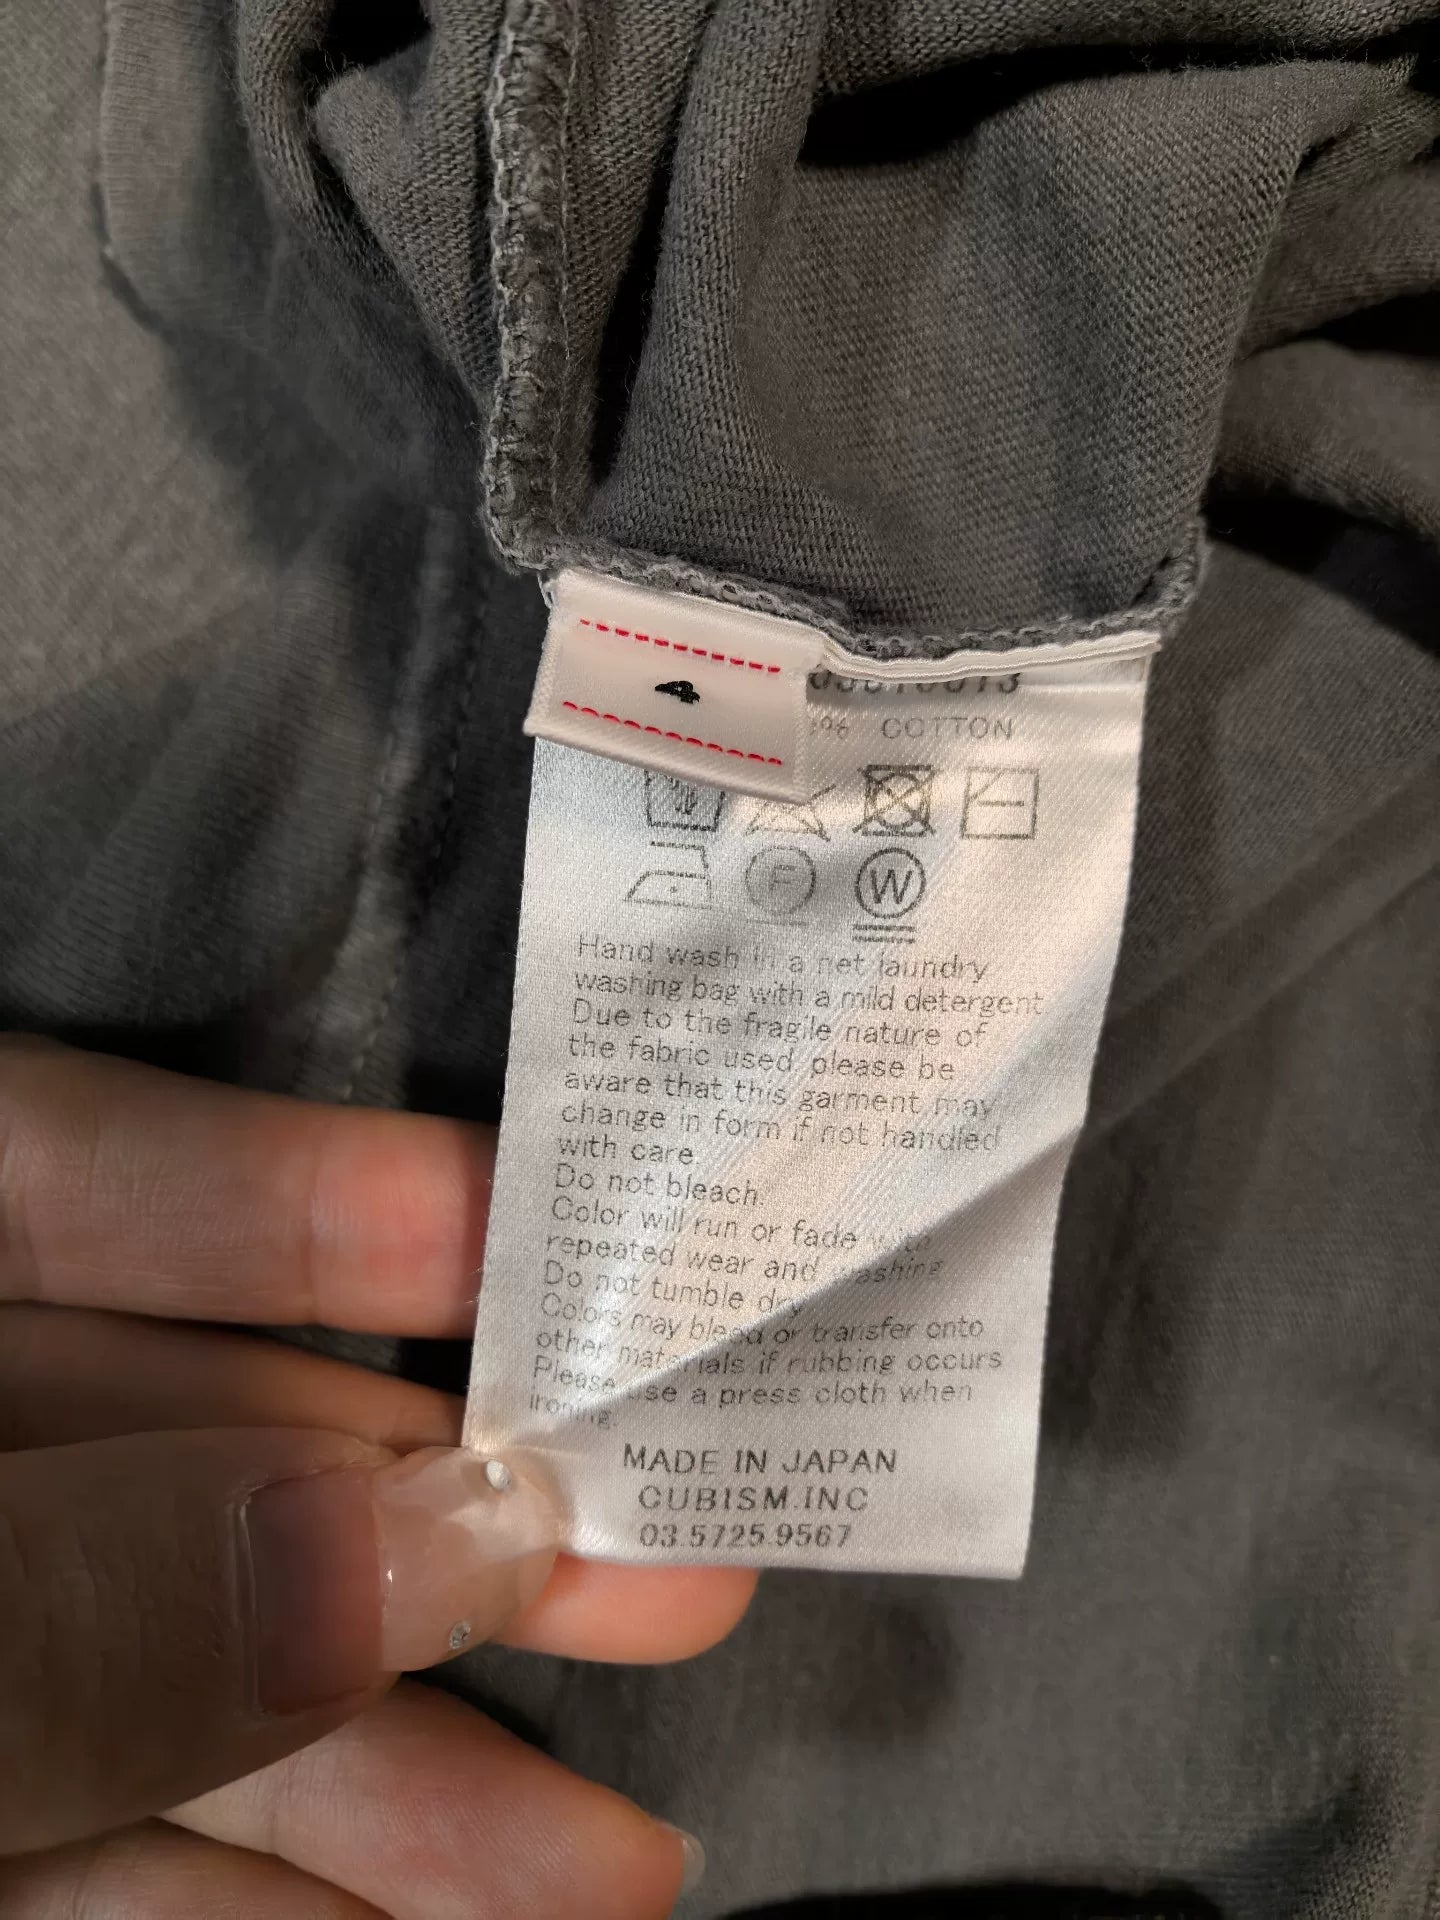 4
COTTON
F
W
Hand wash in a net laundry
washing bag with a mild detergent
Due to the fragile nature of
the fabric used, please be
aware that this garment may
change in form if not handled
with care.
Do not bleach.
Color will run or fade with
repeated wear and washing
Do not tumble dry
Colors may bleed or transfer onto
other materials if rubbing occurs
Please use a press cloth when
ironing.
MADE IN JAPAN
CUBISM.INC
03.5725.9567